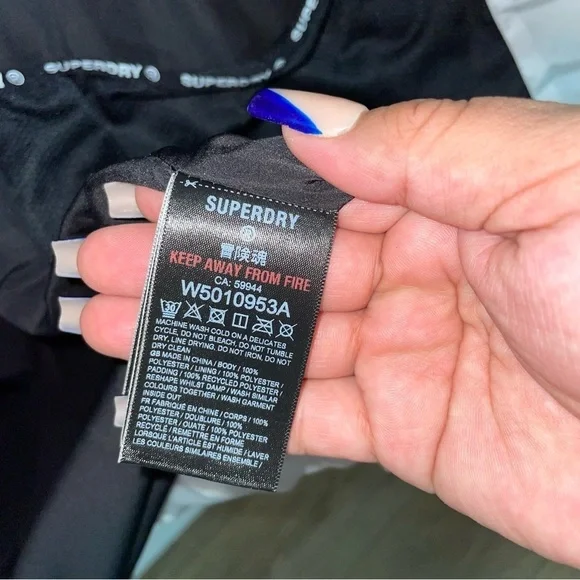 SUPERDRY ® SUPERDRY
SUPERDRY
®
冒険魂
KEEP AWAY FROM FIRE
CA: 59944
W5010953A
MACHINE WASH COLD ON A DELICATE
CYCLE, DO NOT BLEACH, DO NOT TUMBLE
DRY, LINE DRYING, DO NOT IRON, DO NOT
DRY CLEAN
GB MADE IN CHINA / BODY / 100%
POLYESTER / LINING / 100% POLYESTER /
PADDING / 100% RECYCLED POLYESTER /
RESHAPE WHILST DAMP / WASH SIMILAR
COLOURS TOGETHER / WASH GARMENT
INSIDE OUT
FR FABRIQUÉ EN CHINE / CORPS / 100%
POLYESTER / DOUBLURE / 100%
POLYESTER / OUATE / 100% POLYESTER
RECYCLÉ / REMETTRE EN FORME
LORSQUE L'ARTICLE EST HUMIDE / LAVER
LES COULEURS SIMILAIRES ENSEMBLE /